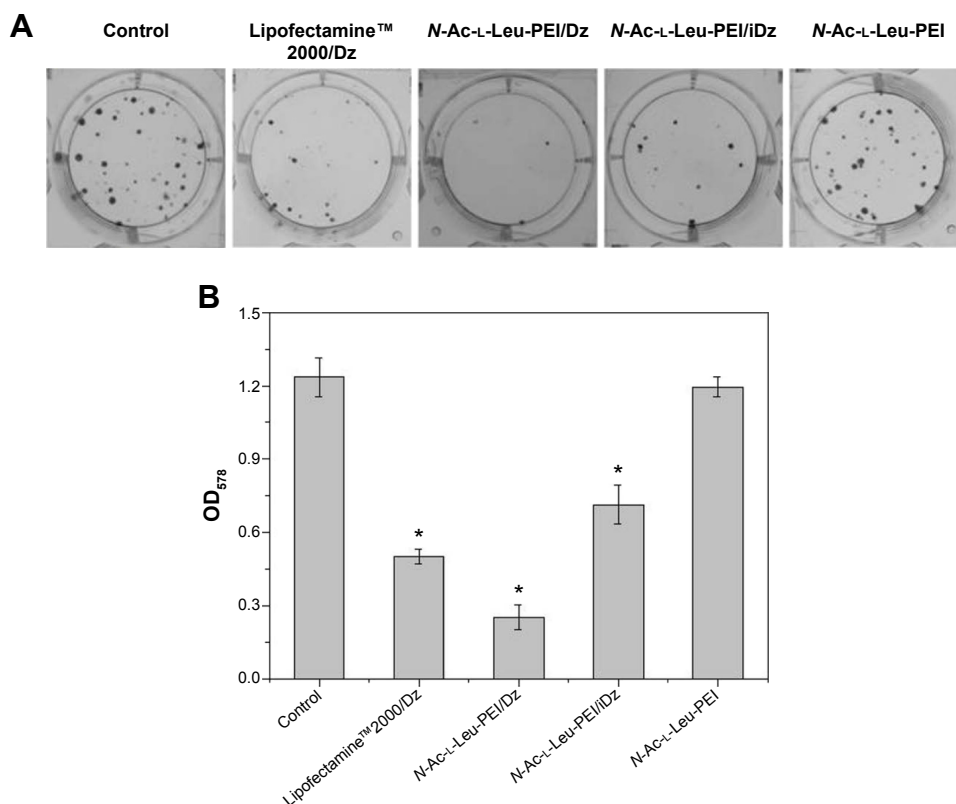 A
Control
Lipofectamine™ 2000/Dz
N-Ac-L-Leu-PEI/Dz
N-Ac-L-Leu-PEI/iDz
N-Ac-L-Leu-PEI
B
1.5
1.2
0.9
0.6
0.3
0.0
OD578
*
*
*
Control
Lipofectamine™2000/Dz
N-Ac-L-Leu-PEI/Dz
N-Ac-L-Leu-PEI/iDz
N-Ac-L-Leu-PEI